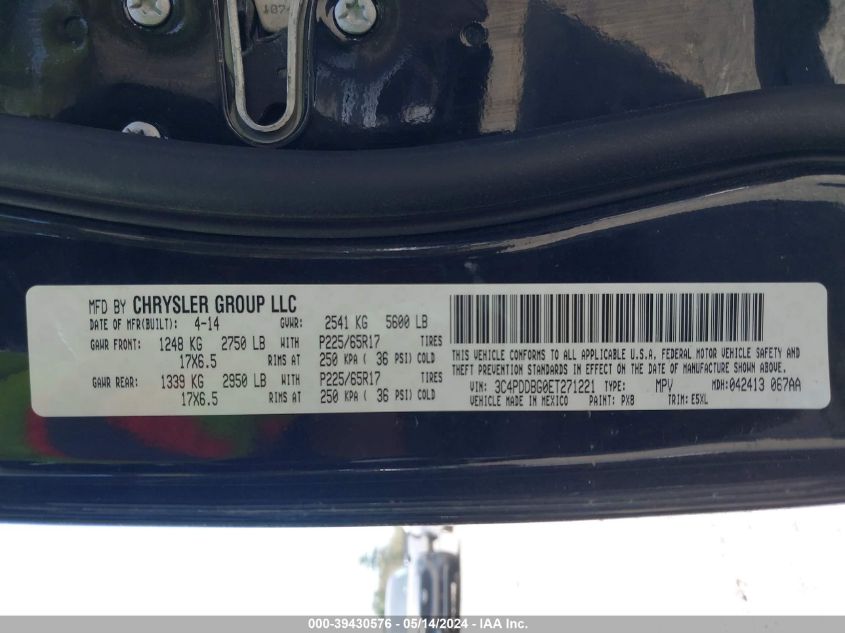 MFD BY CHRYSLER GROUP LLC
DATE OF MFR(BUILT): 4-14 GVWR: 2541 KG 5600 LB
GAWR FRONT: 1248 KG 2750 LB WITH P225/65R17 TIRES
17X6.5 RIMS AT 250 KPA ( 36 PSI) COLD
GAWR REAR: 1339 KG 2950 LB WITH P225/65R17 TIRES
17X6.5 RIMS AT 250 KPA ( 36 PSI) COLD
THIS VEHICLE CONFORMS TO ALL APPLICABLE U.S.A. FEDERAL MOTOR VEHICLE SAFETY AND
THEFT PREVENTION STANDARDS IN EFFECT ON THE DATE OF MANUFACTURE SHOWN ABOVE.
VIN: 3C4PDDBG0ET271221 TYPE: MPV MDH:042413 067AA
VEHICLE MADE IN MEXICO PAINT: PXB TRIM: E5XL
000-39430576 - 05/14/2024 - IAA Inc.